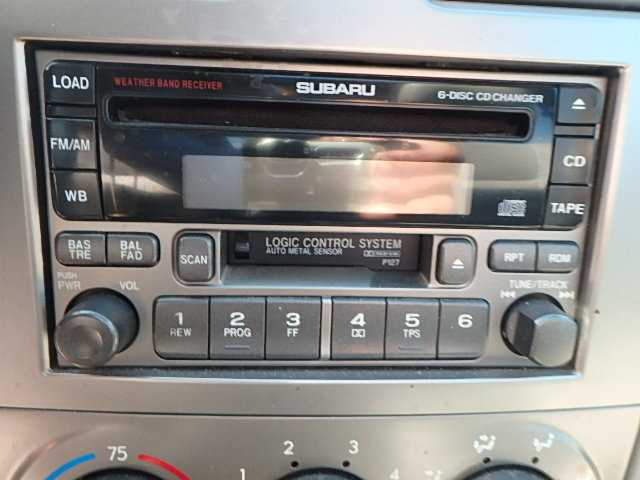 LOAD
WEATHER BAND RECEIVER
SUBARU
6-DISC CD CHANGER
FM/AM
CD
WB
TAPE
BAS TRE
BAL FAD
SCAN
LOGIC CONTROL SYSTEM
AUTO METAL SENSOR
P127
RPT
RDM
PUSH
PWR
VOL
TUNE/TRACK
1
REW
2
PROG
3
FF
4
5
TPS
6
75
1
2
3
4